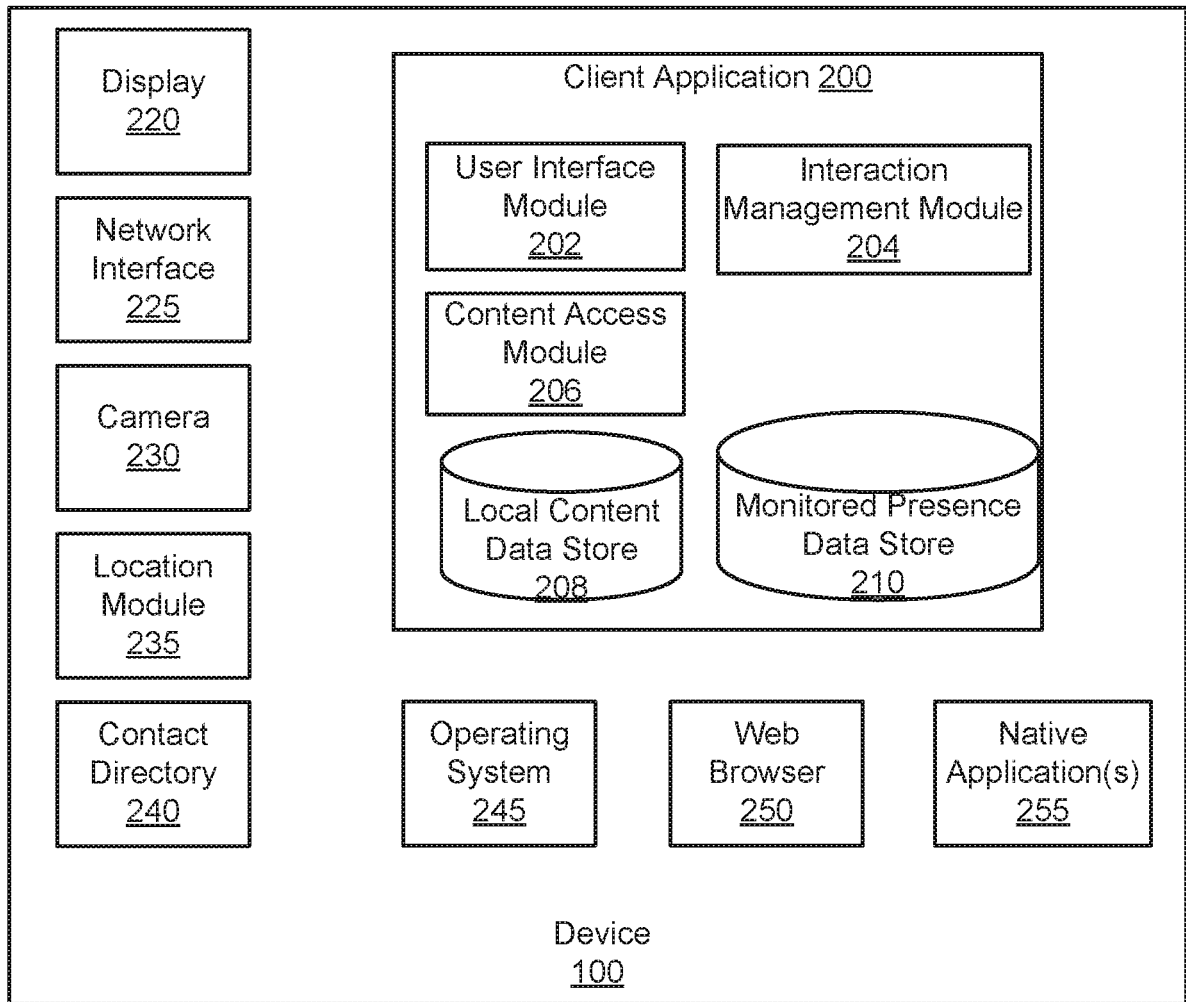 Display
220
Network
Interface
225
Camera
230
Location
Module
235
Contact
Directory
240
Client Application 200
User Interface
Module
202
Interaction
Management Module
204
Content Access
Module
206
Local Content
Data Store
208
Monitored Presence
Data Store
210
Operating
System
245
Web
Browser
250
Native
Application(s)
255
Device
100